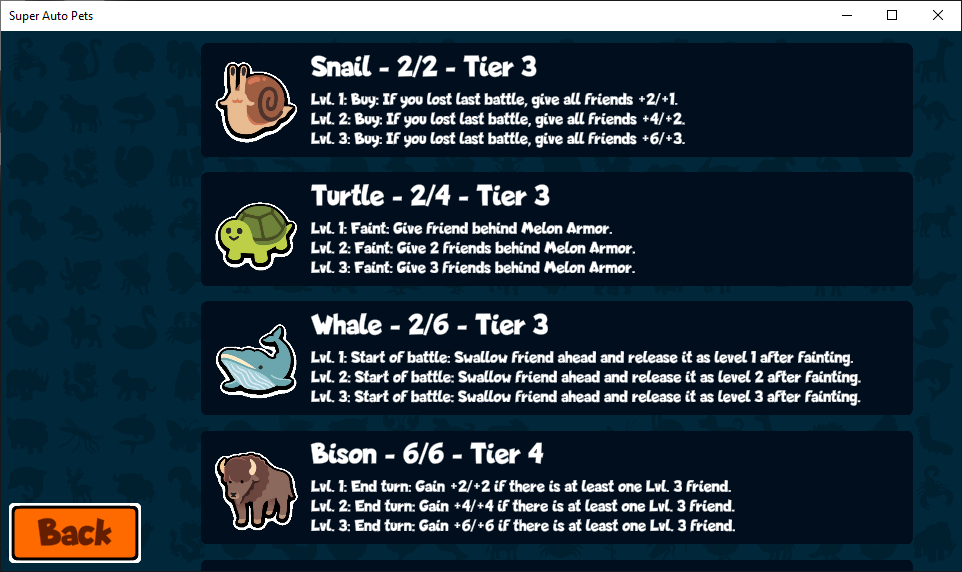 Super Auto Pets
Snail - 2/2 - Tier 3
Lvl. 1: Buy: If you lost last battle, give all friends +2/+1.
Lvl. 2: Buy: If you lost last battle, give all friends +4/+2.
Lvl. 3: Buy: If you lost last battle, give all friends +6/+3.
Turtle - 2/4 - Tier 3
Lvl. 1: Faint: Give friend behind Melon Armor.
Lvl. 2: Faint: Give 2 friends behind Melon Armor.
Lvl. 3: Faint: Give 3 friends behind Melon Armor.
Whale - 2/6 - Tier 3
Lvl. 1: Start of battle: Swallow friend ahead and release it as level 1 after fainting.
Lvl. 2: Start of battle: Swallow friend ahead and release it as level 2 after fainting.
Lvl. 3: Start of battle: Swallow friend ahead and release it as level 3 after fainting.
Bison - 6/6 - Tier 4
Lvl. 1: End turn: Gain +2/+2 if there is at least one Lvl. 3 friend.
Lvl. 2: End turn: Gain +4/+4 if there is at least one Lvl. 3 friend.
Lvl. 3: End turn: Gain +6/+6 if there is at least one Lvl. 3 friend.
Back